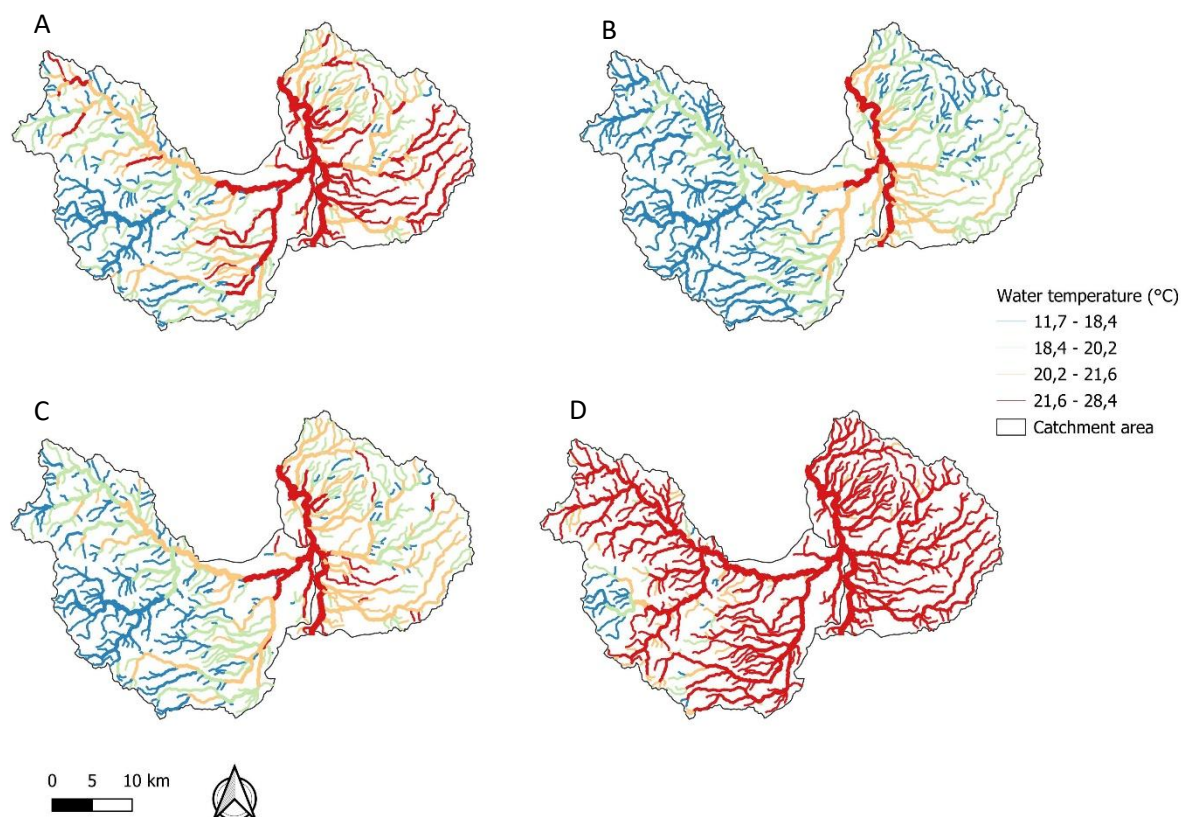 A
B
Water temperature (°C)
11,7 - 18,4
18,4 - 20,2
20,2 - 21,6
21,6 - 28,4
Catchment area
C
D
0 5 10 km